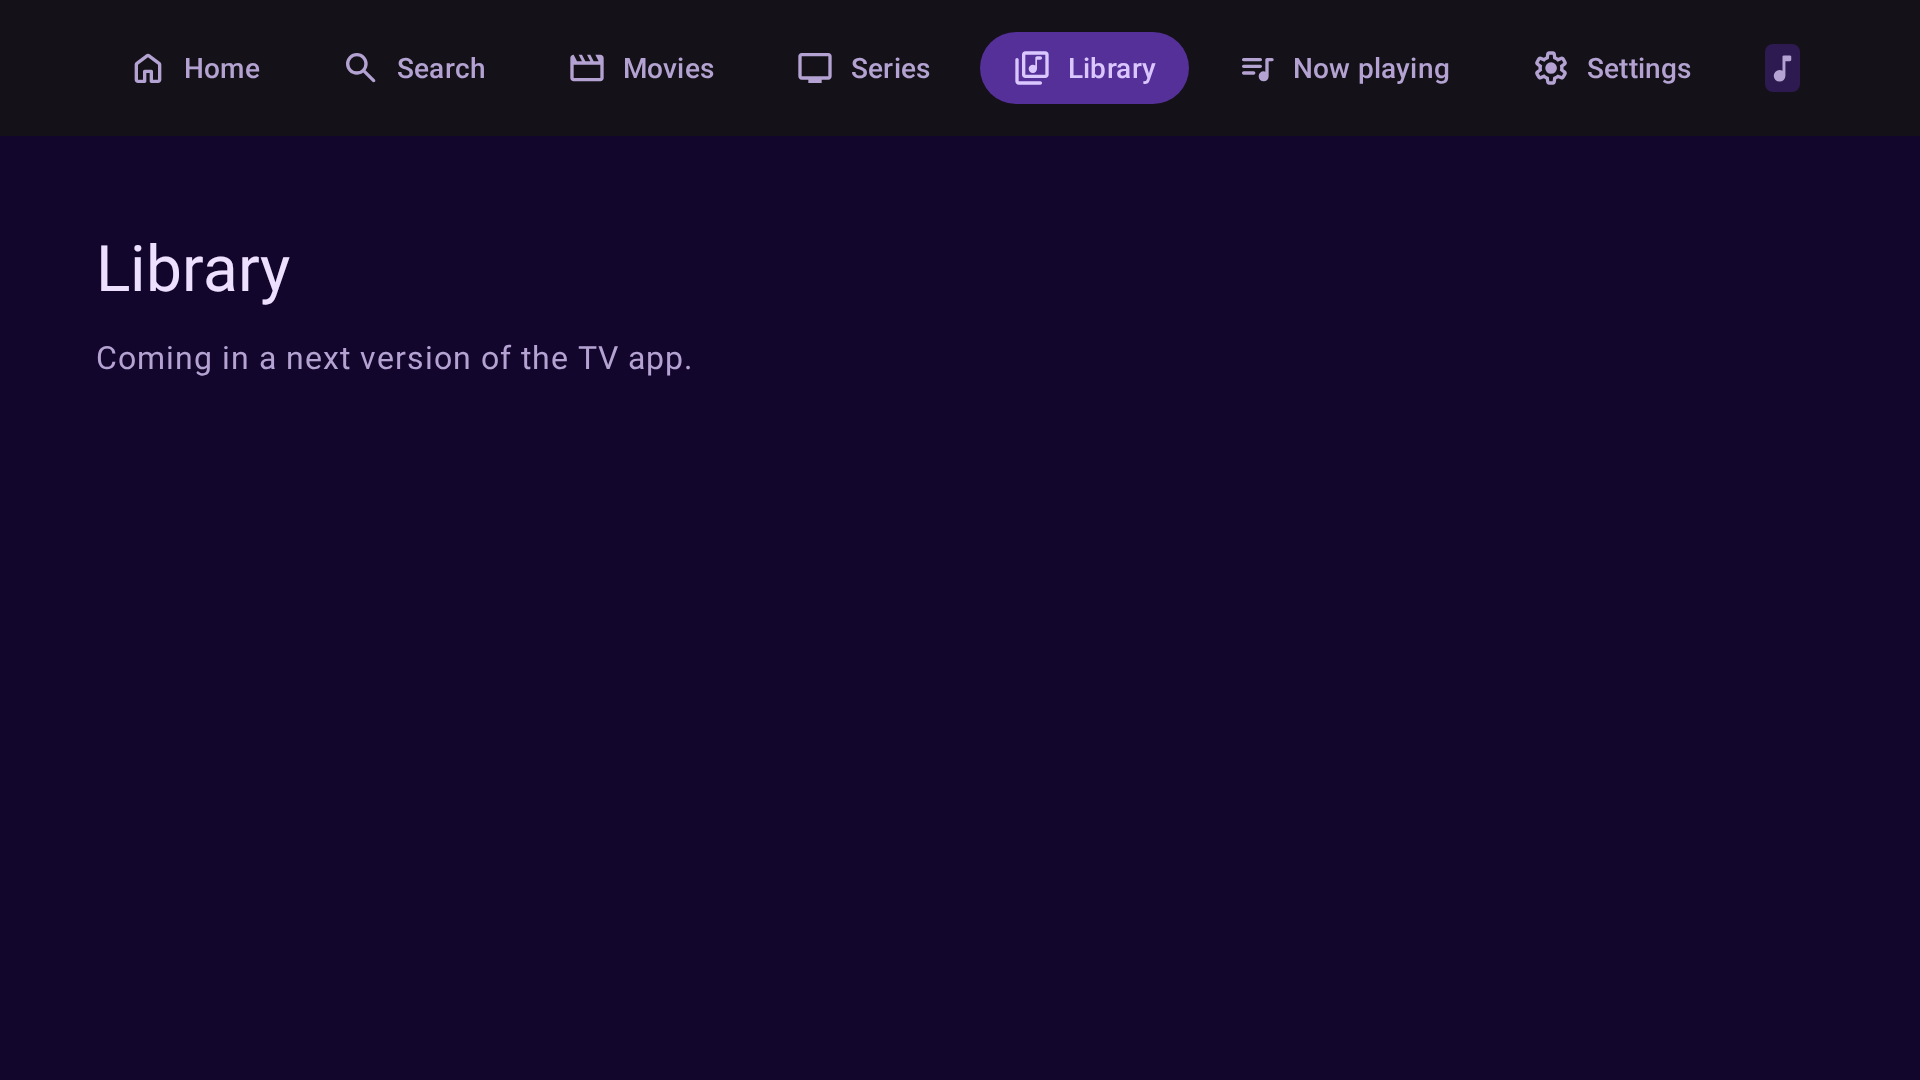 Home Search Movies Series Library Now playing Settings
Library
Coming in a next version of the TV app.